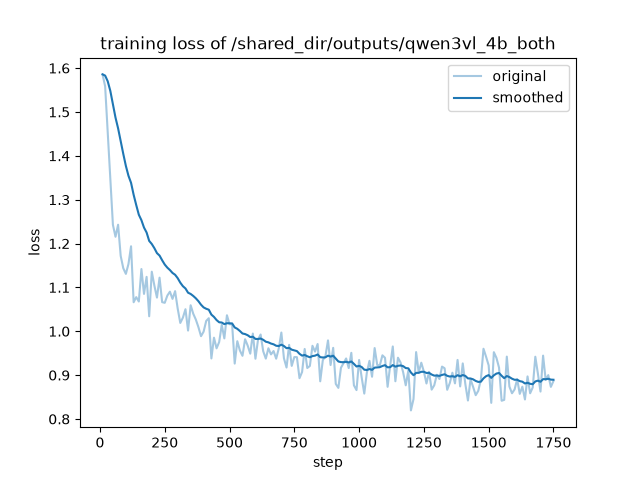 training loss of /shared_dir/outputs/qwen3vl_4b_both
original
smoothed
loss
1.6
1.5
1.4
1.3
1.2
1.1
1.0
0.9
0.8
0 250 500 750 1000 1250 1500 1750
step